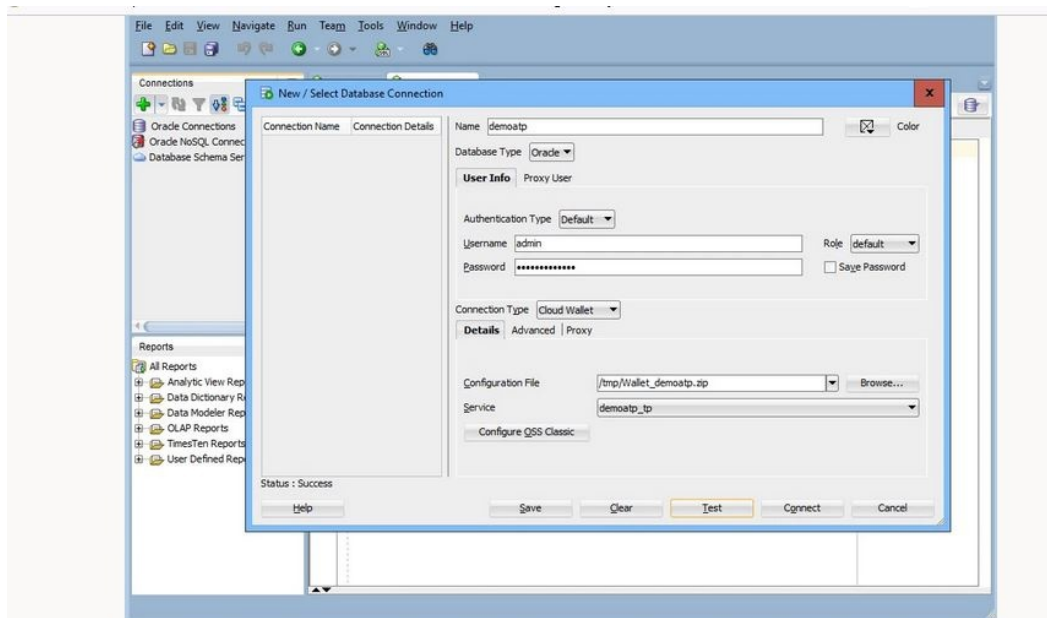 File Edit View Navigate Run Team Tools Window Help
Connections
Oracle Connections
Oracle NoSQL Connec
Database Schema Ser
Reports
All Reports
Analytic View Rep
Data Dictionary R
Data Modeler Rep
OLAP Reports
TimesTen Reports
User Defined Rep
New / Select Database Connection
Connection Name Connection Details
Status : Success
Name demoatp Color
Database Type Oracle
User Info Proxy User
Authentication Type Default
Username admin Role default
Password ••••••••••••• Save Password
Connection Type Cloud Wallet
Details Advanced Proxy
Configuration File /tmp/Wallet_demoatp.zip Browse...
Service demoatp_tp
Configure OSS Classic
Help Save Clear Test Connect Cancel